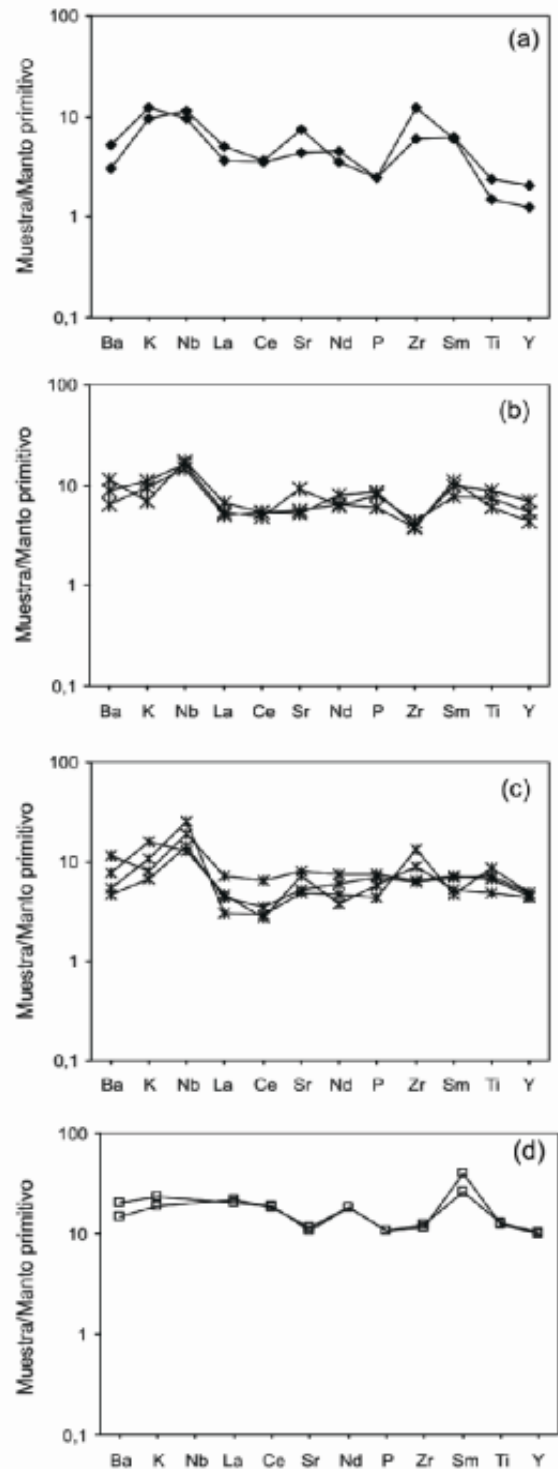 (a)
Muestra/Manto primitivo
100
10
1
0,1
Ba K Nb La Ce Sr Nd P Zr Sm Ti Y
(b)
Muestra/Manto primitivo
100
10
1
0,1
Ba K Nb La Ce Sr Nd P Zr Sm Ti Y
(c)
Muestra/Manto primitivo
100
10
1
0,1
Ba K Nb La Ce Sr Nd P Zr Sm Ti Y
(d)
Muestra/Manto primitivo
100
10
1
0,1
Ba K Nb La Ce Sr Nd P Zr Sm Ti Y